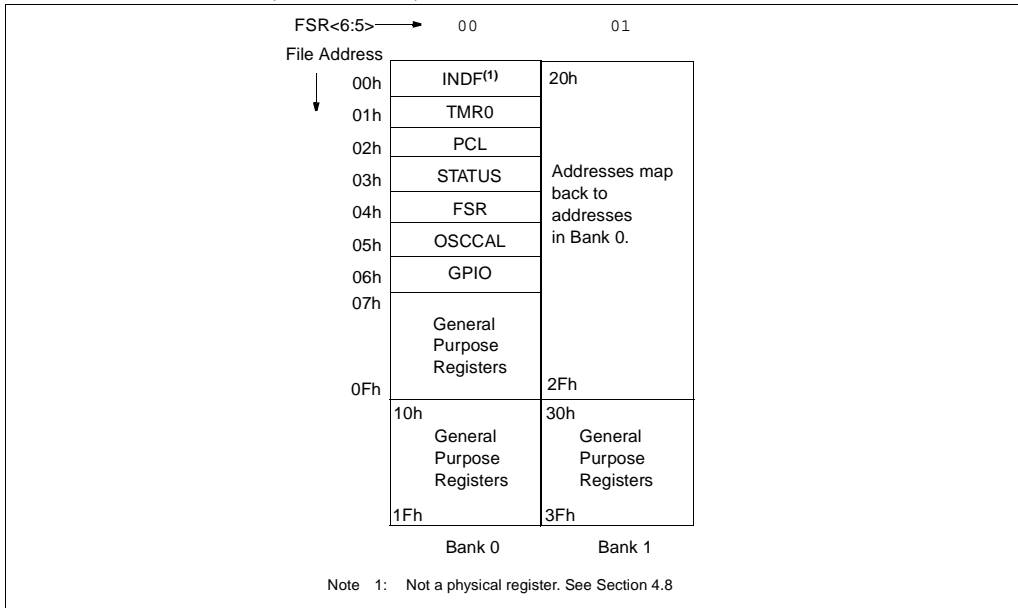 FSR<6:5> 00 01
File Address
00h INDF(1) 20h
01h TMR0
02h PCL
03h STATUS
04h FSR
05h OSCCAL
06h GPIO
Addresses map
back to
addresses
in Bank 0.
07h
General
Purpose
Registers
0Fh 2Fh
10h
General
Purpose
Registers
1Fh
30h
General
Purpose
Registers
3Fh
Bank 0 Bank 1
Note 1: Not a physical register. See Section 4.8